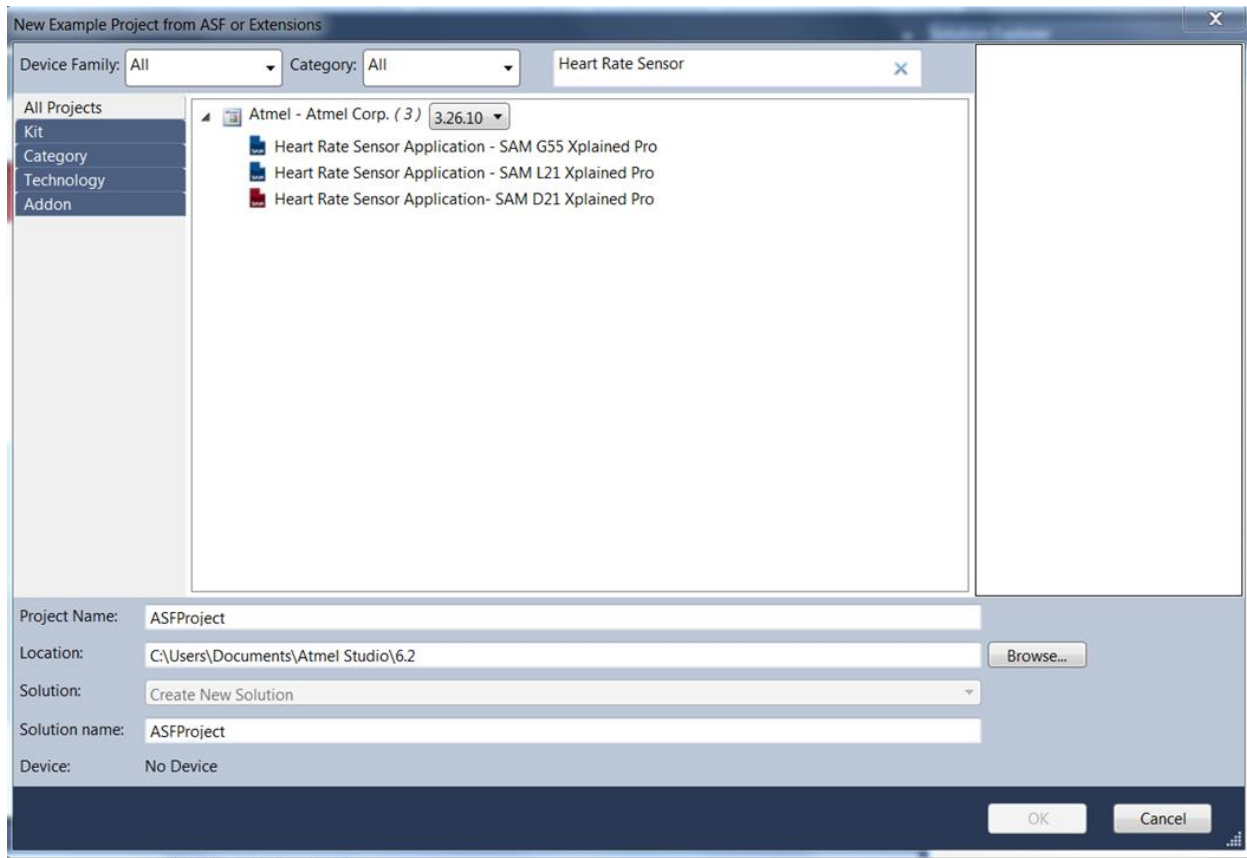 New Example Project from ASF or Extensions
Device Family: All Category: All Heart Rate Sensor
All Projects
Kit
Category
Technology
Addon
Atmel - Atmel Corp. (3) 3.26.10
Heart Rate Sensor Application - SAM G55 Xplained Pro
Heart Rate Sensor Application - SAM L21 Xplained Pro
Heart Rate Sensor Application- SAM D21 Xplained Pro
Project Name: ASFProject
Location: C:\Users\Documents\Atmel Studio\6.2 Browse...
Solution: Create New Solution
Solution name: ASFProject
Device: No Device
OK Cancel